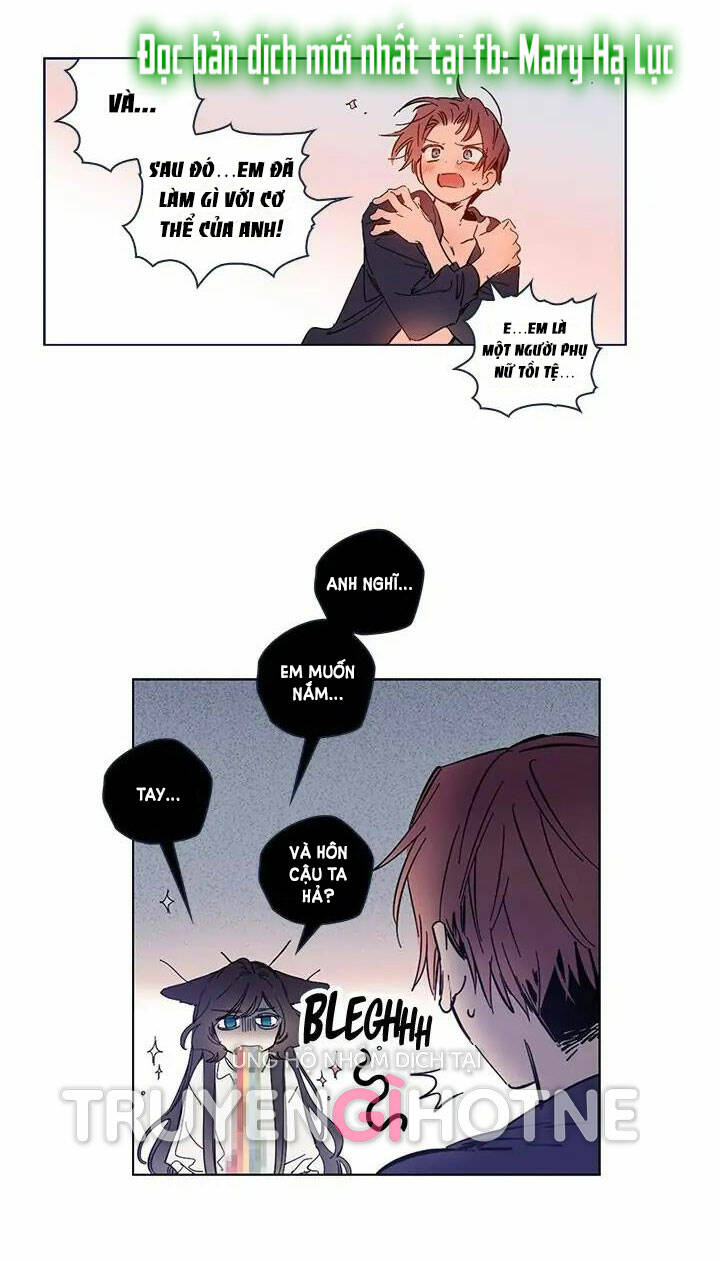 Đọc bản dịch mới nhất tại fb: Mary Hạ Lục
VÀ...
SAU ĐÓ...EM ĐÃ
LÀM GÌ VỚI CƠ
THỂ CỦA ANH!
E...EM LÀ
MỘT NGƯỜI PHỤ
NỮ TỒI TỆ...
ANH NGHĨ...
EM MUỐN
NẮM...
TAY...
VÀ HÔN
CẬU TA
HẢ?
BLEGHHH
ỦNG HỘ NHÓM DỊCH TẠI
TRUYENGIHOTNE